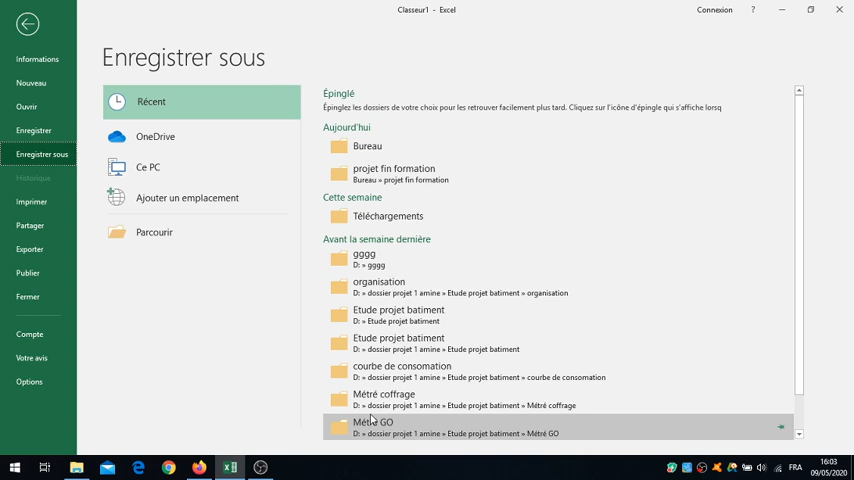 Classeur1 - Excel
Connexion
?
Informations
Nouveau
Ouvrir
Enregistrer
Enregistrer sous
Historique
Imprimer
Partager
Exporter
Publier
Fermer
Compte
Votre avis
Options
Enregistrer sous
Récent
OneDrive
Ce PC
Ajouter un emplacement
Parcourir
Épinglé
Épinglez les dossiers de votre choix pour les retrouver facilement plus tard. Cliquez sur l'icône d'épingle qui s'affiche lorsq
Aujourd'hui
Bureau
projet fin formation
Bureau » projet fin formation
Cette semaine
Téléchargements
Avant la semaine dernière
gggg
D: » gggg
organisation
D: » dossier projet 1 amine » Etude projet batiment » organisation
Etude projet batiment
D: » Etude projet batiment
Etude projet batiment
D: » dossier projet 1 amine » Etude projet batiment
courbe de consomation
D: » dossier projet 1 amine » Etude projet batiment » courbe de consomation
Métré coffrage
D: » dossier projet 1 amine » Etude projet batiment » Métré coffrage
Métré GO
D: » dossier projet 1 amine » Etude projet batiment » Métré GO
FRA
16:03
09/05/2020